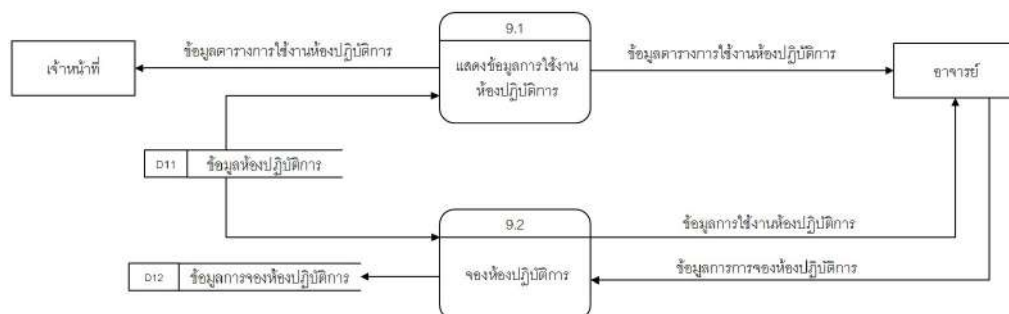 9.1
ข้อมูลตารางการใช้งานห้องปฏิบัติการ
ข้อมูลตารางการใช้งานห้องปฏิบัติการ
เจ้าหน้าที่
แสดงข้อมูลการใช้งาน
ห้องปฏิบัติการ
อาจารย์
D11 ข้อมูลห้องปฏิบัติการ
9.2
ข้อมูลการใช้งานห้องปฏิบัติการ
D12 ข้อมูลการจองห้องปฏิบัติการ
จองห้องปฏิบัติการ
ข้อมูลการการจองห้องปฏิบัติการ